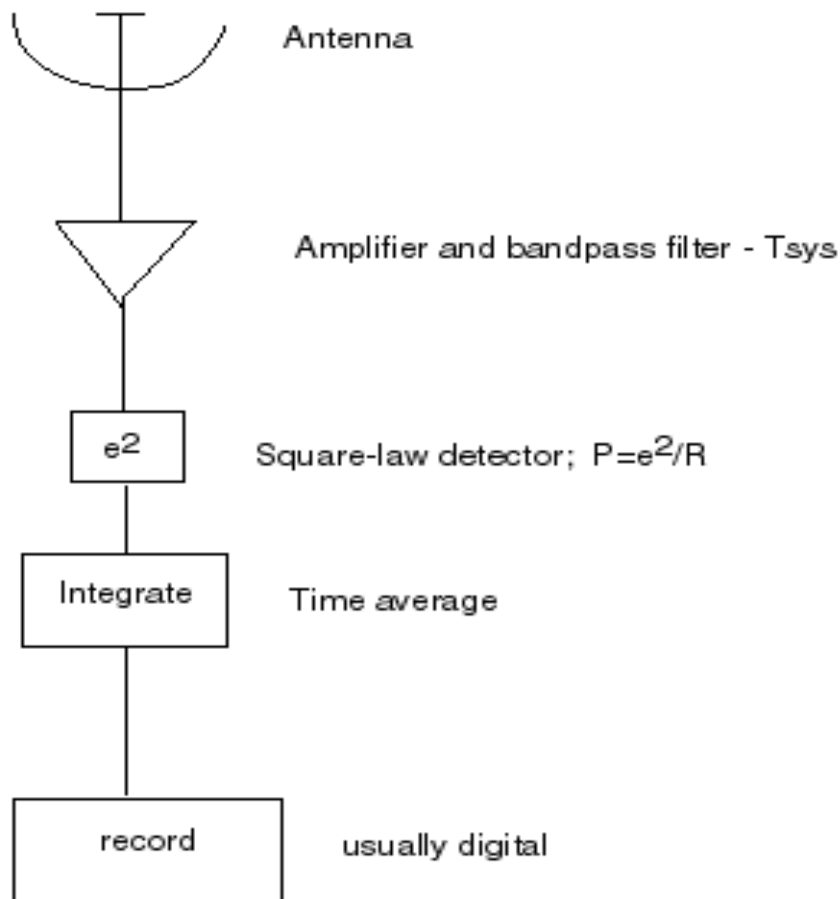 Antenna
Amplifier and bandpass filter - Tsys
e² Square-law detector; P=e²/R
Integrate Time average
record usually digital